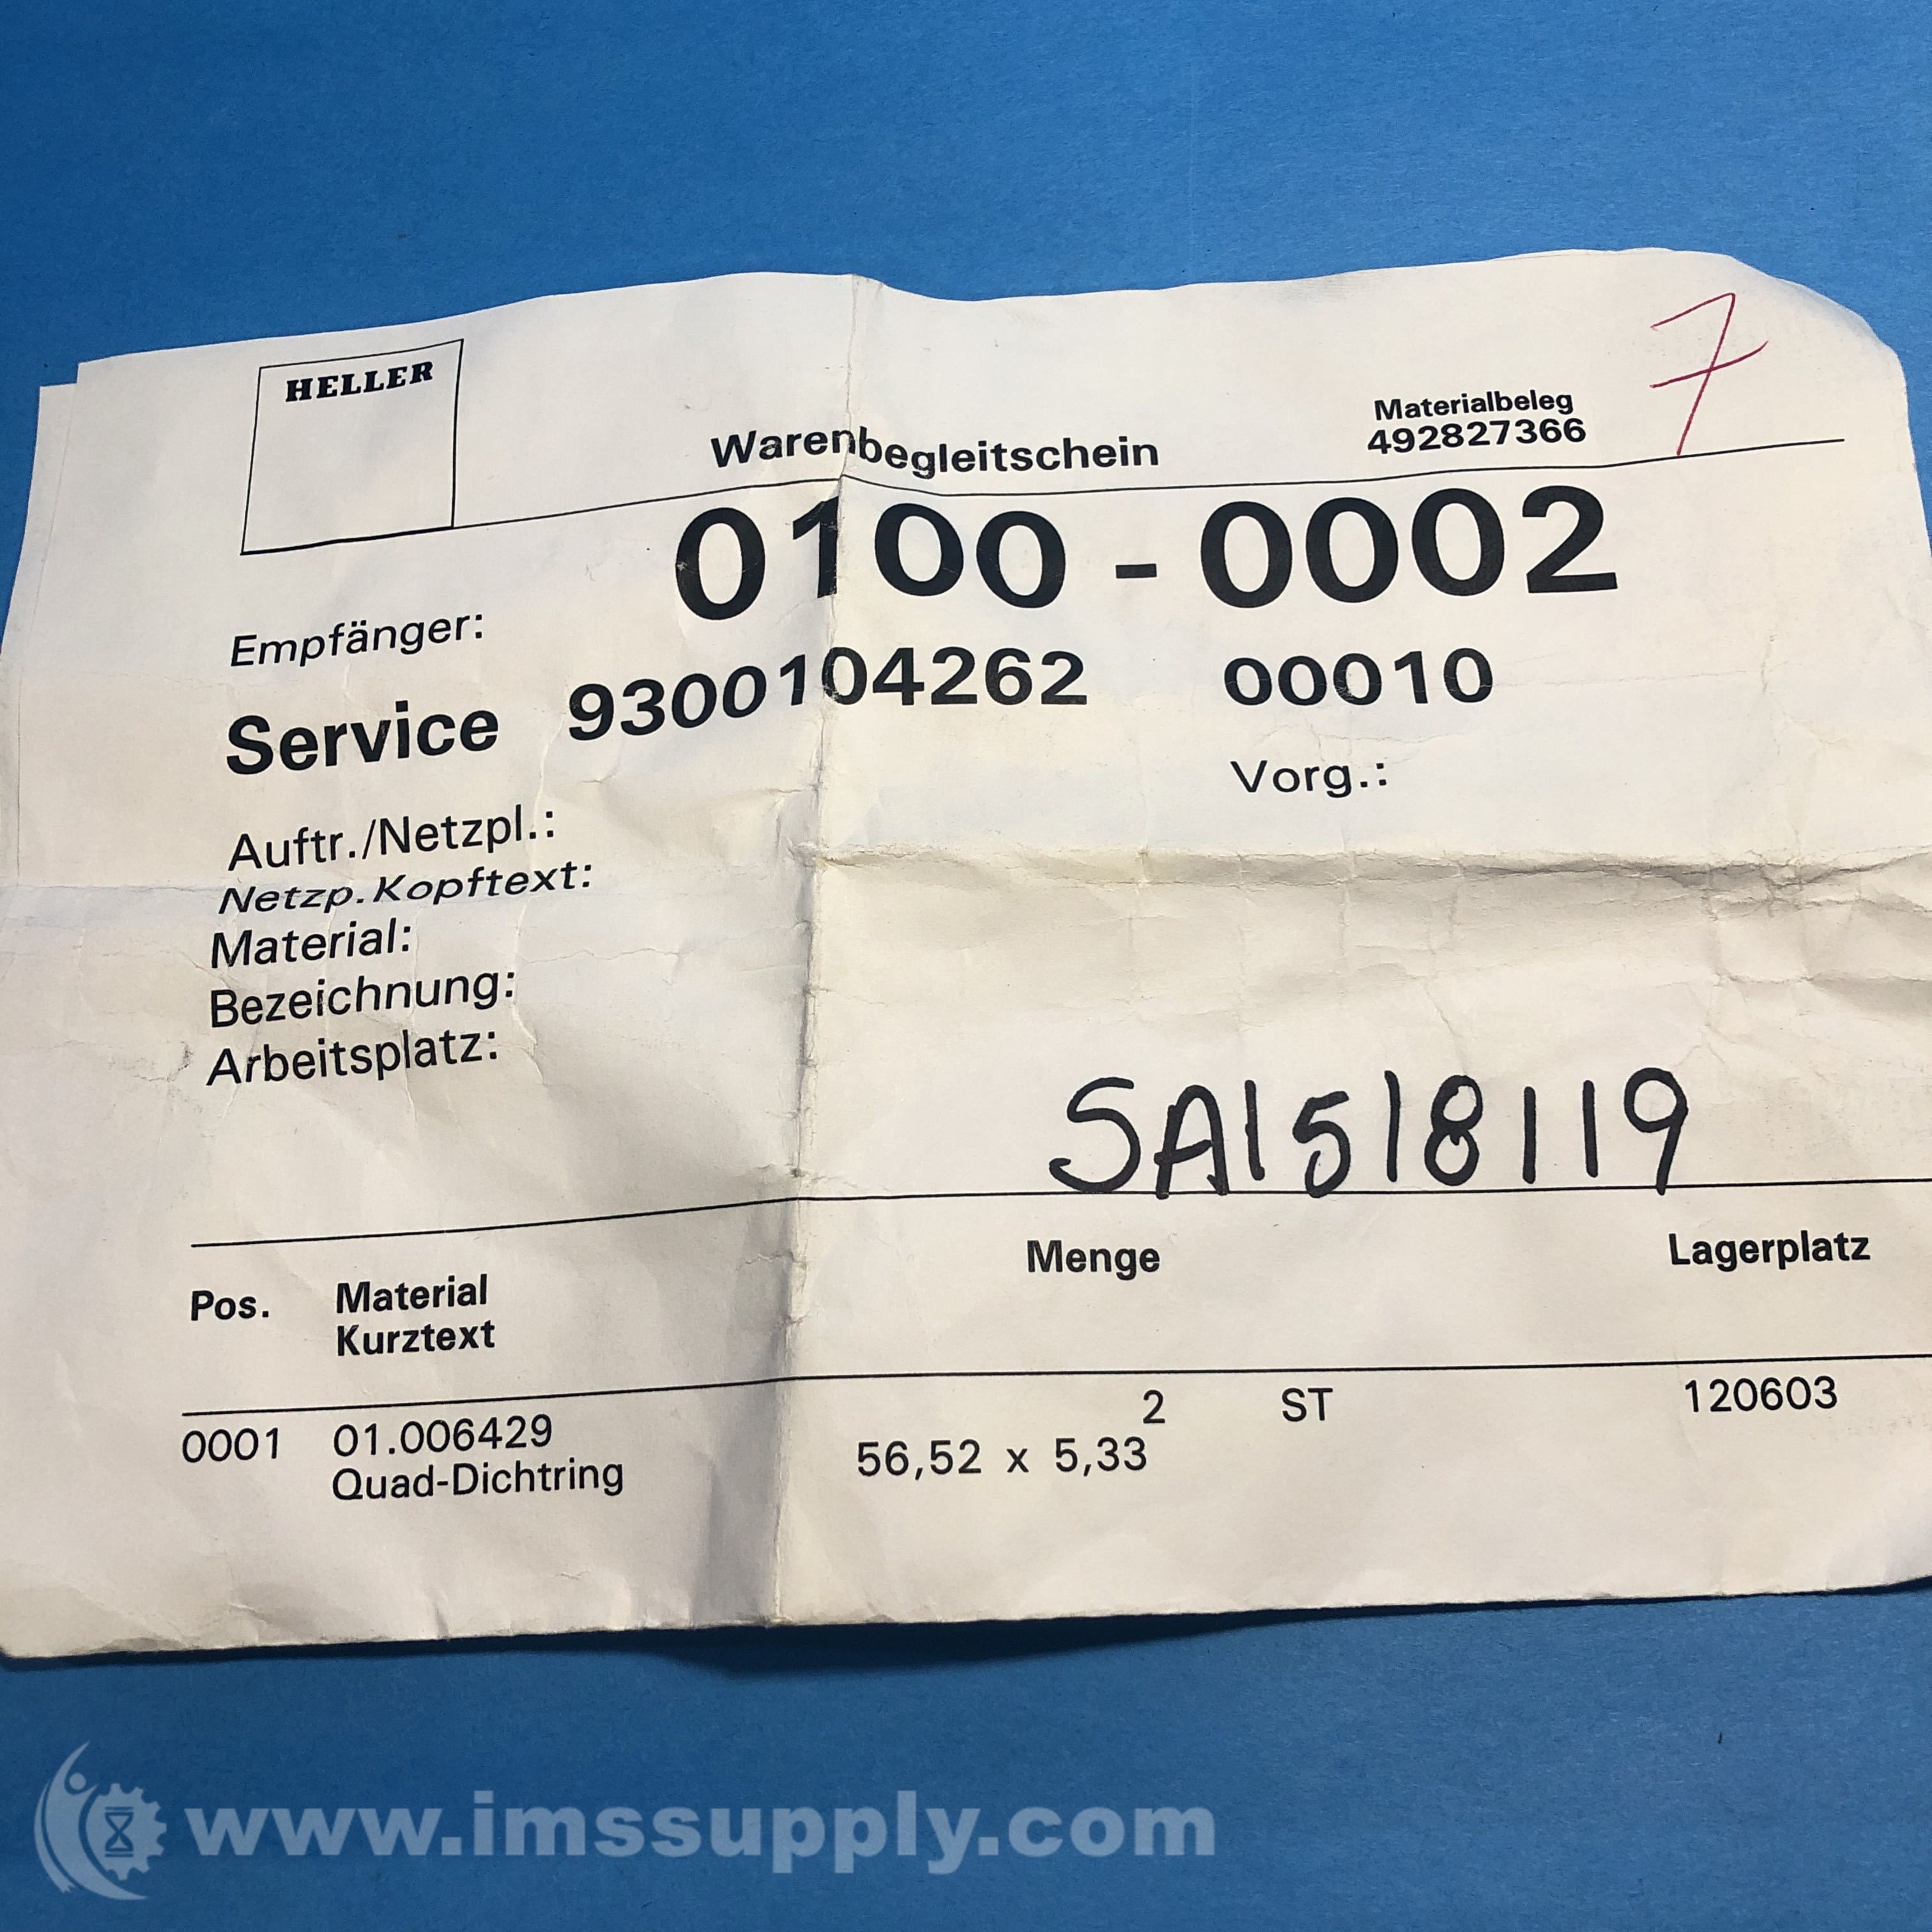 HELLER
Warenbegleitschein
Materialbeleg
492827366
7
0100 - 0002
Empfänger:
Service 9300104262 00010
Vorg.:
Auftr./Netzpl.:
Netzp.Kopftext:
Material:
Bezeichnung:
Arbeitsplatz:
SA1518119
Pos. Material Menge Lagerplatz
Kurztext
0001 01.006429 2 ST 120603
Quad-Dichtring 56,52 x 5,33
www.imssupply.com